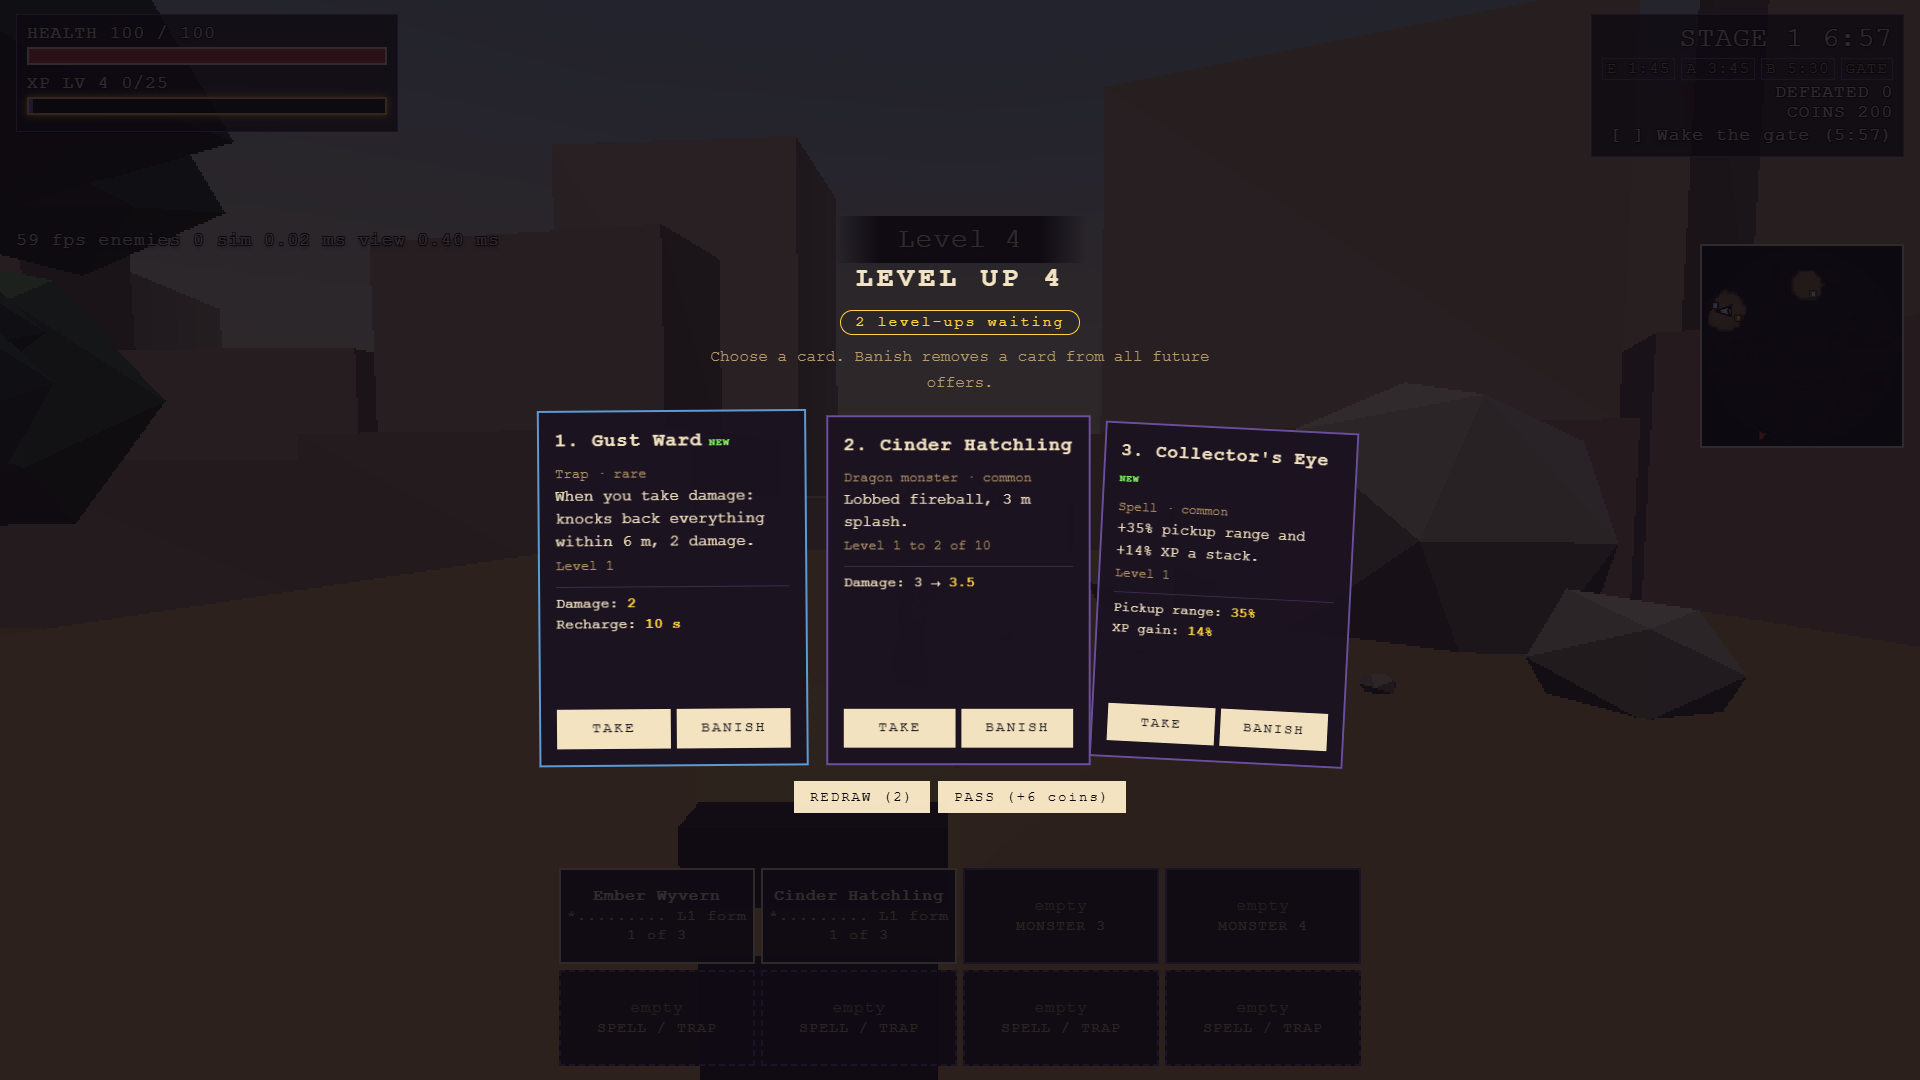 HEALTH 100 / 100
XP LV 4 0/25
STAGE 1 6:57
E 1:45 A 3:45 B 5:30 GATE
DEFEATED 0
COINS 200
[ ] Wake the gate (5:57)
59 fps enemies 0 sim 0.02 ms view 0.40 ms
Level 4
LEVEL UP 4
2 level-ups waiting
Choose a card. Banish removes a card from all future
offers.
1. Gust Ward NEW
Trap · rare
When you take damage:
knocks back everything
within 6 m, 2 damage.
Level 1
Damage: 2
Recharge: 10 s
TAKE BANISH
2. Cinder Hatchling
Dragon monster · common
Lobbed fireball, 3 m
splash.
Level 1 to 2 of 10
Damage: 3 → 3.5
TAKE BANISH
3. Collector's Eye
NEW
Spell · common
+35% pickup range and
+14% XP a stack.
Level 1
Pickup range: 35%
XP gain: 14%
TAKE BANISH
REDRAW (2) PASS (+6 coins)
Ember Wyvern
*......... L1 form
1 of 3
Cinder Hatchling
*......... L1 form
1 of 3
empty
MONSTER 3
empty
MONSTER 4
empty
SPELL / TRAP
empty
SPELL / TRAP
empty
SPELL / TRAP
empty
SPELL / TRAP